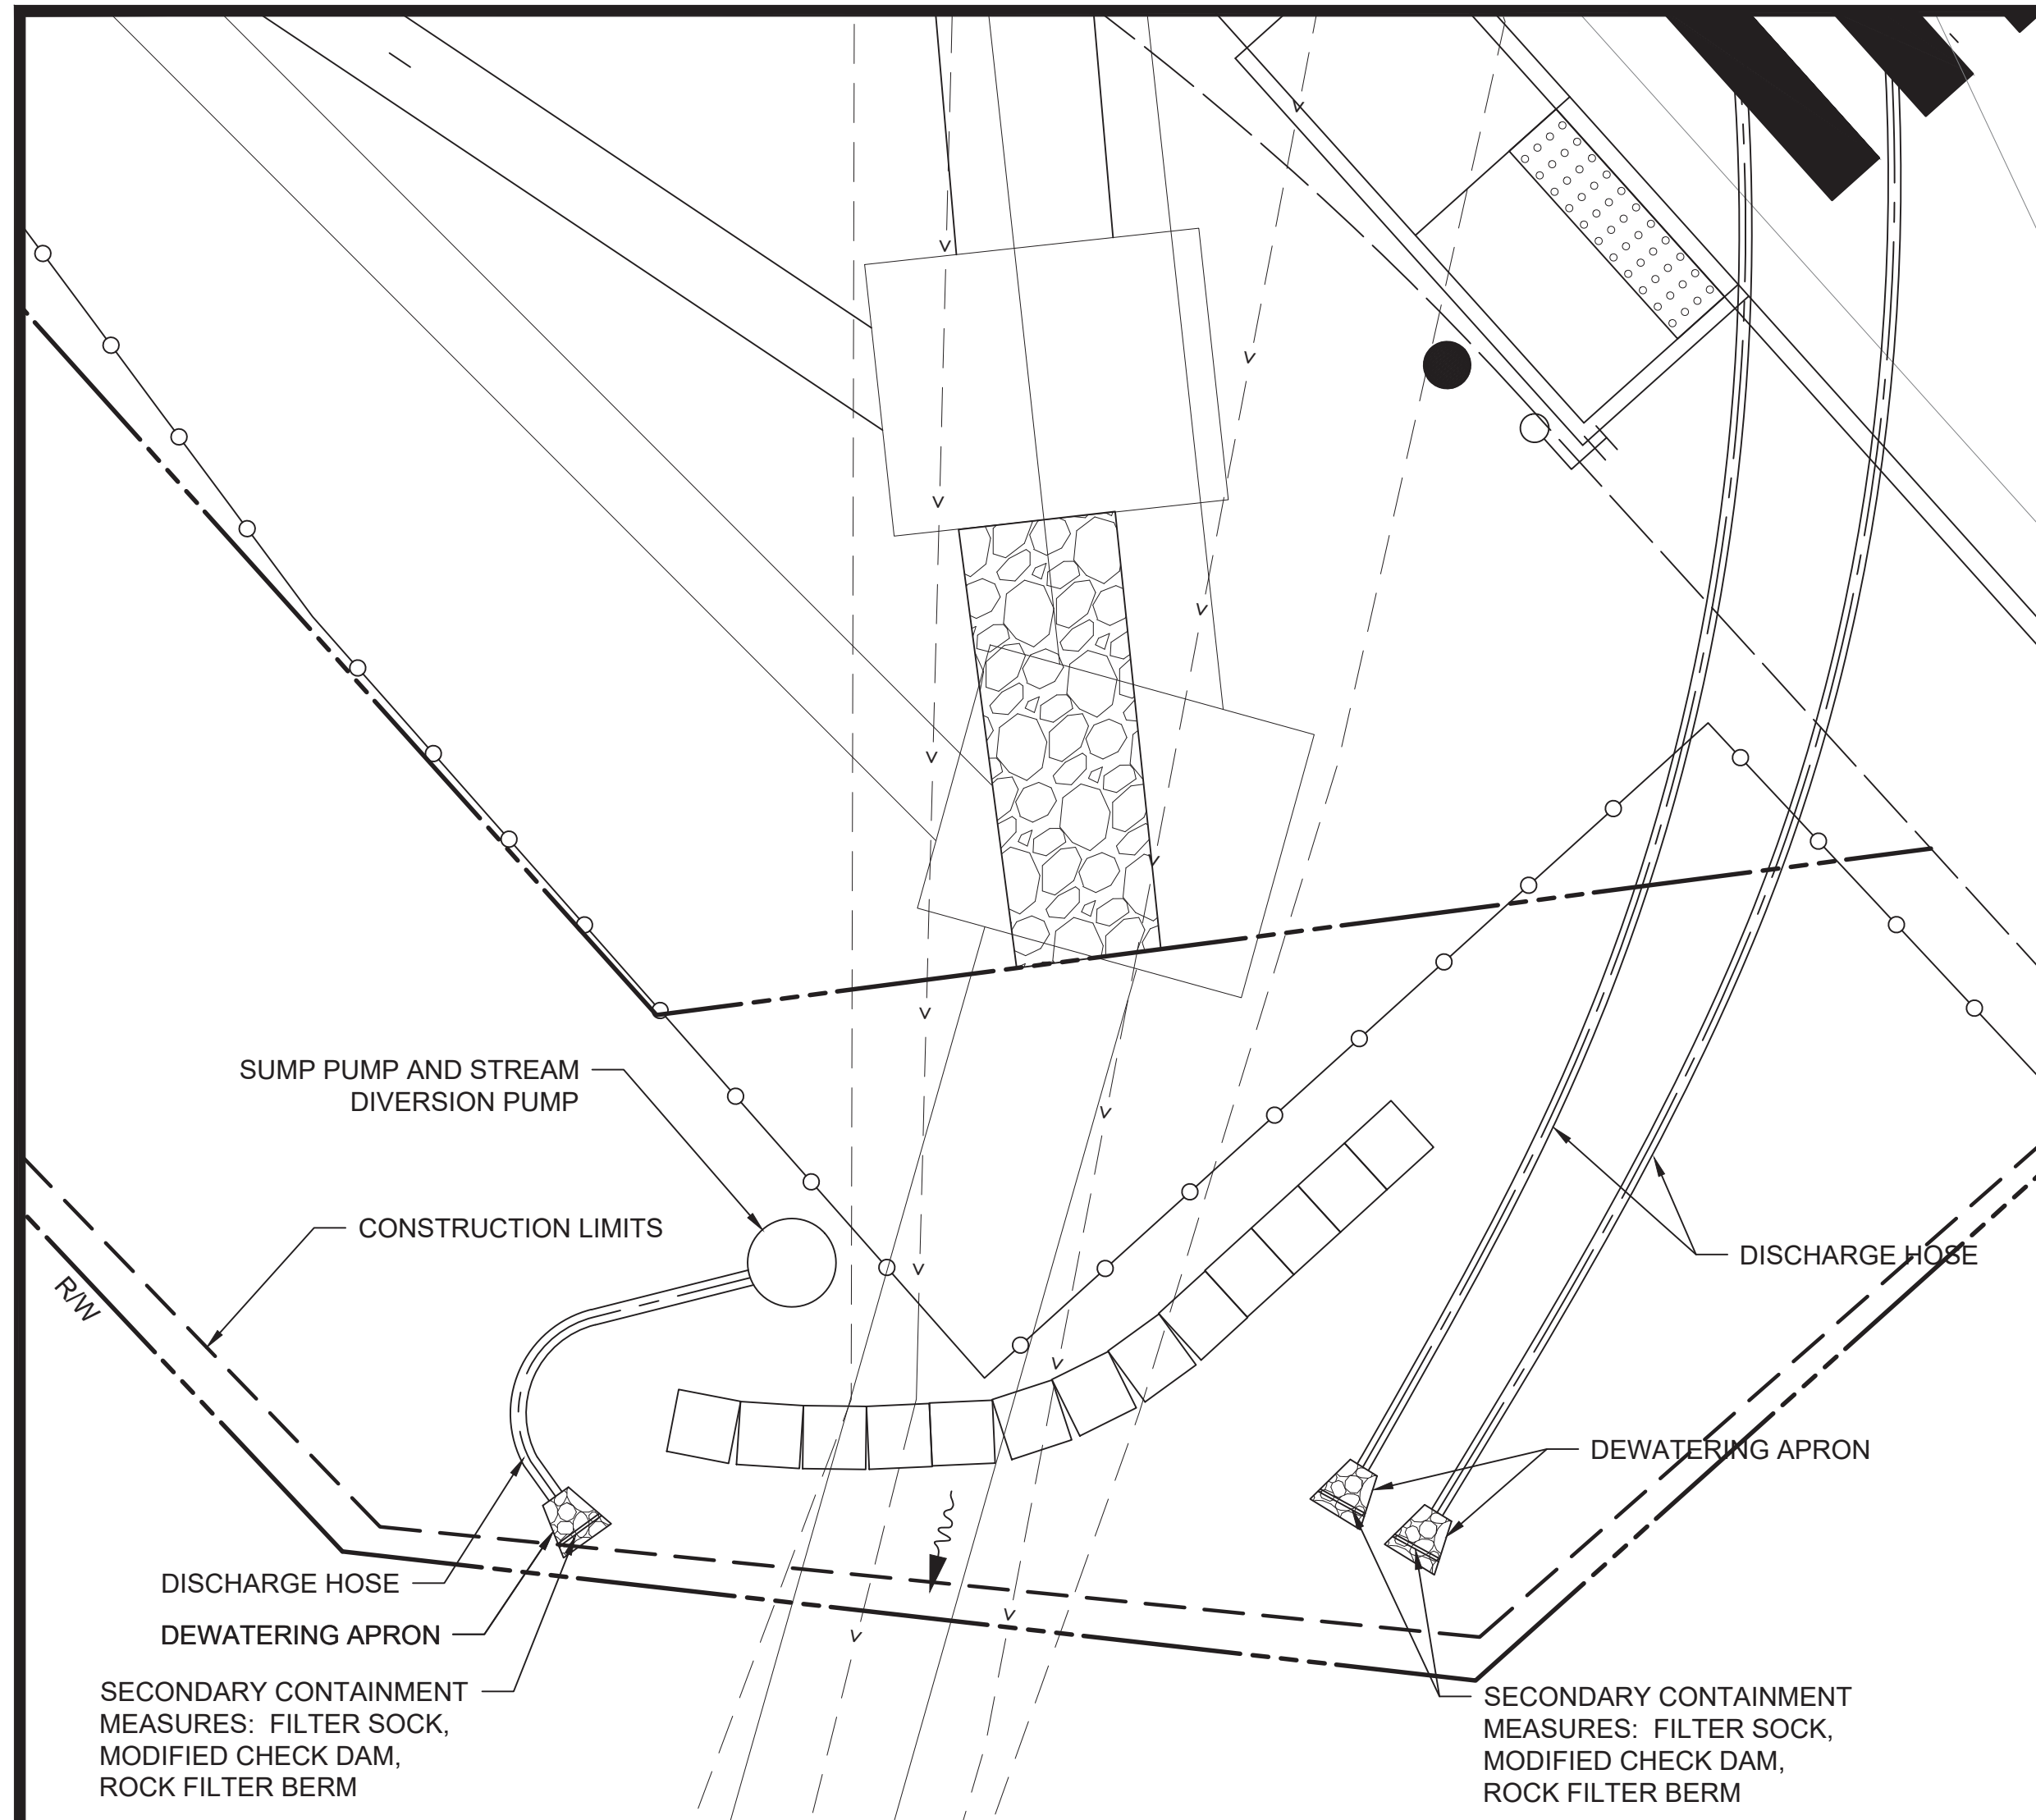 SUMP PUMP AND STREAM
DIVERSION PUMP
CONSTRUCTION LIMITS
R/W
DISCHARGE HOSE
DEWATERING APRON
DISCHARGE HOSE
DEWATERING APRON
SECONDARY CONTAINMENT
MEASURES: FILTER SOCK,
MODIFIED CHECK DAM,
ROCK FILTER BERM
SECONDARY CONTAINMENT
MEASURES: FILTER SOCK,
MODIFIED CHECK DAM,
ROCK FILTER BERM